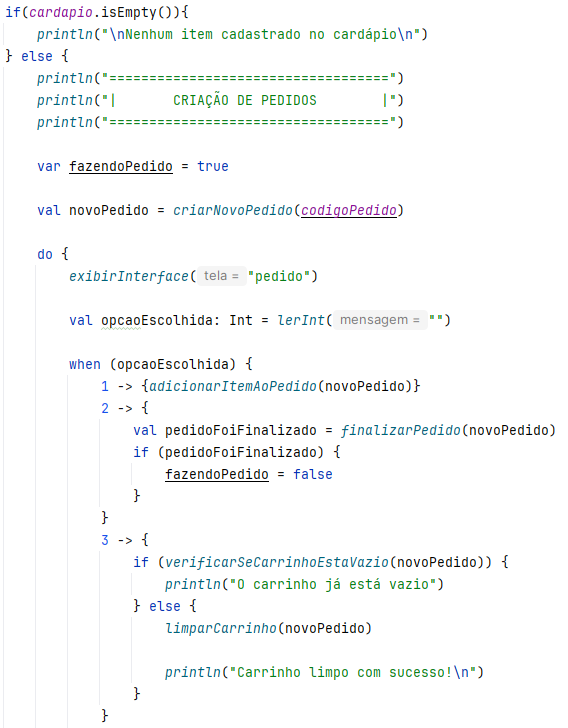 if(cardapio.isEmpty()){
    println("\nNenhum item cadastrado no cardápio\n")
} else {
    println("===================================")
    println("|       CRIAÇÃO DE PEDIDOS        |")
    println("===================================")

    var fazendoPedido = true

    val novoPedido = criarNovoPedido(codigoPedido)

    do {
        exibirInterface( tela = "pedido")

        val opcaoEscolhida: Int = lerInt( mensagem = "")

        when (opcaoEscolhida) {
            1 -> {adicionarItemAoPedido(novoPedido)}
            2 -> {
                val pedidoFoiFinalizado = finalizarPedido(novoPedido)
                if (pedidoFoiFinalizado) {
                    fazendoPedido = false
                }
            }
            3 -> {
                if (verificarSeCarrinhoEstaVazio(novoPedido)) {
                    println("O carrinho já está vazio")
                } else {
                    limparCarrinho(novoPedido)

                    println("Carrinho limpo com sucesso!\n")
                }
            }